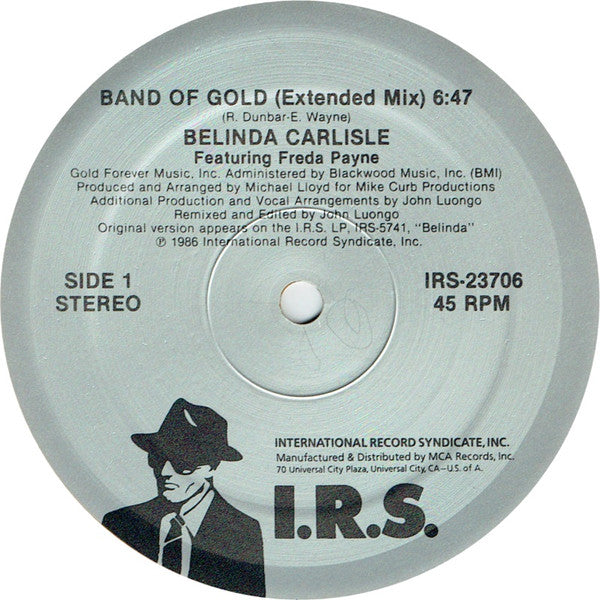 BAND OF GOLD (Extended Mix) 6:47
(R. Dunbar-E. Wayne)
BELINDA CARLISLE
Featuring Freda Payne
Gold Forever Music, Inc. Administered by Blackwood Music, Inc. (BMI)
Produced and Arranged by Michael Lloyd for Mike Curb Productions
Additional Production and Vocal Arrangements by John Luongo
Remixed and Edited by John Luongo
Original version appears on the I.R.S. LP, IRS-5741, "Belinda"
℗ 1986 International Record Syndicate, Inc.
SIDE 1
STEREO
IRS-23706
45 RPM
INTERNATIONAL RECORD SYNDICATE, INC.
Manufactured & Distributed by MCA Records, Inc.
70 Universal City Plaza, Universal City, CA–U.S. of A.
I.R.S.